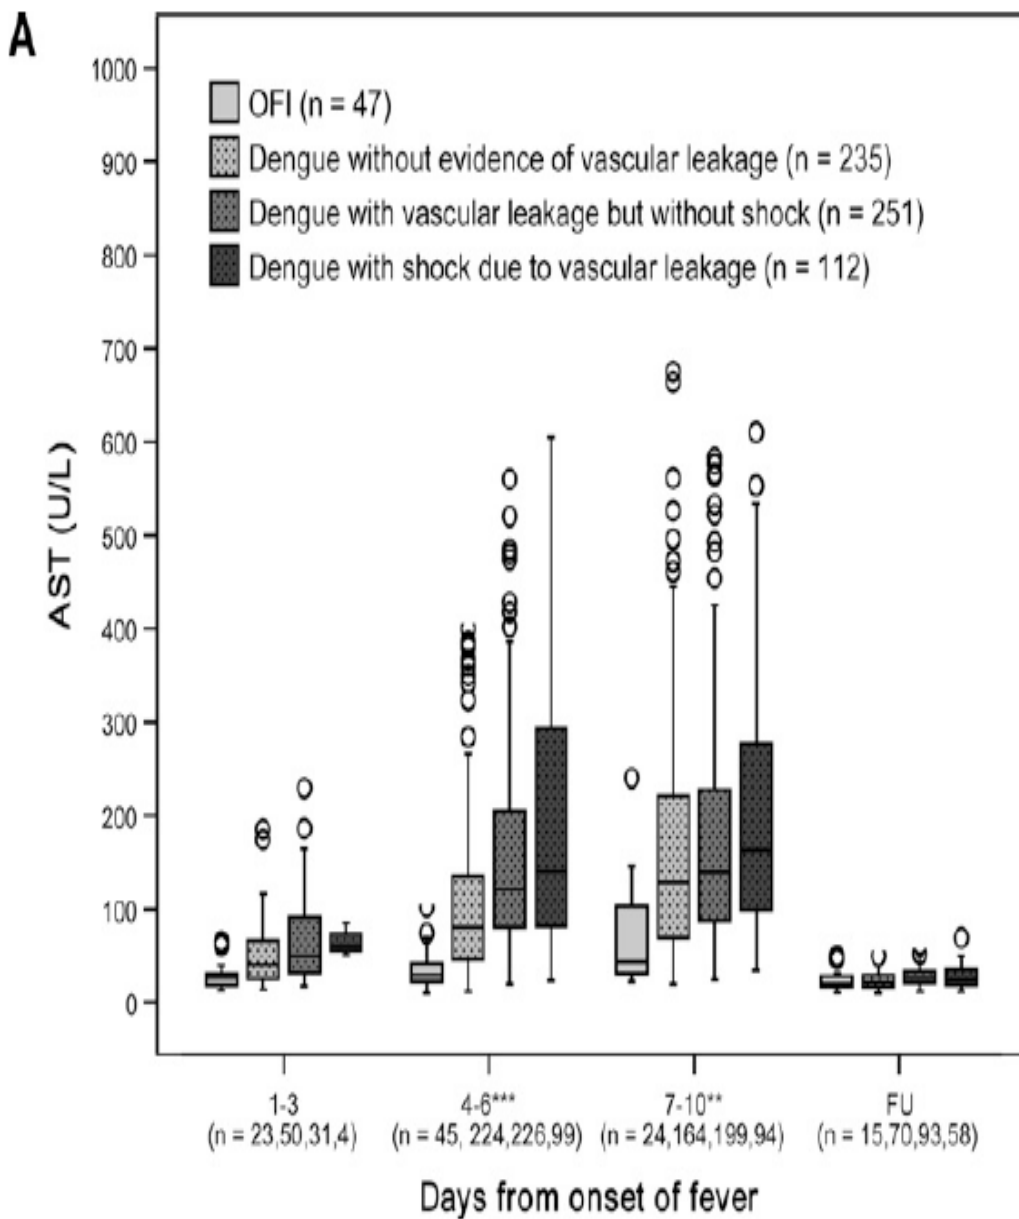 A
1000
900
800
700
600
500
400
300
200
100
0
AST (U/L)
OFI (n = 47)
Dengue without evidence of vascular leakage (n = 235)
Dengue with vascular leakage but without shock (n = 251)
Dengue with shock due to vascular leakage (n = 112)
1-3 4-6*** 7-10** FU
(n = 23,50,31,4) (n = 45, 224,226,99) (n = 24,164,199,94) (n = 15,70,93,58)
Days from onset of fever